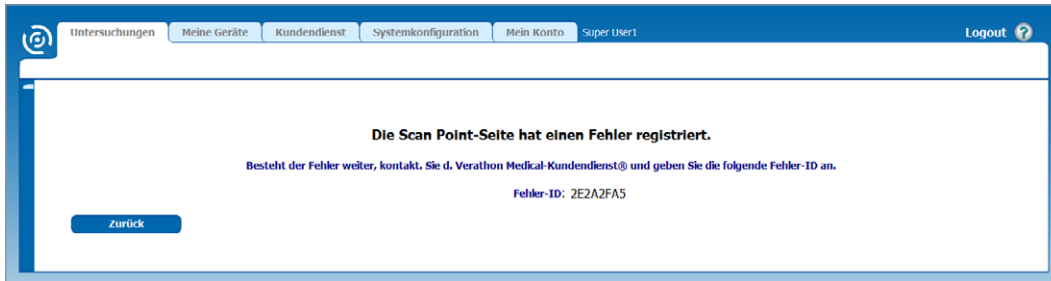 Untersuchungen Meine Geräte Kundendienst Systemkonfiguration Mein Konto Super User1 Logout ?
Die Scan Point-Seite hat einen Fehler registriert.
Besteht der Fehler weiter, kontakt. Sie d. Verathon Medical-Kundendienst® und geben Sie die folgende Fehler-ID an.
Fehler-ID: 2E2A2FA5
Zurück